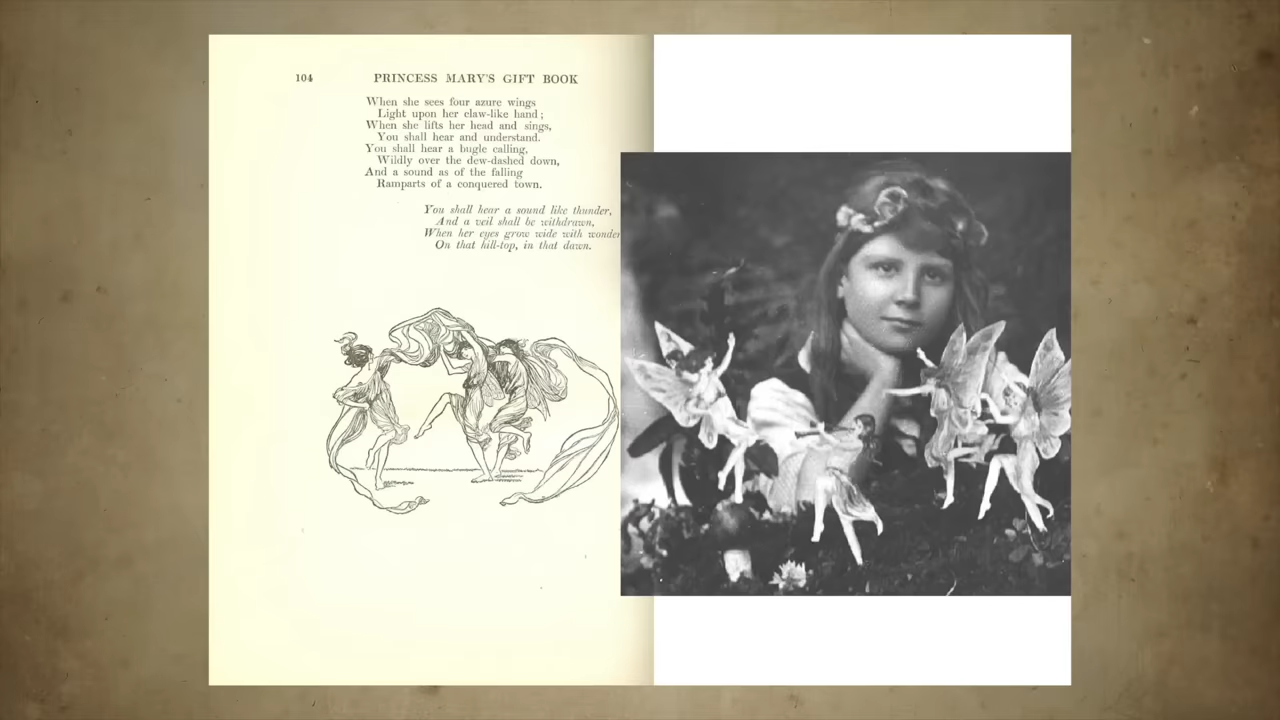 104 PRINCESS MARY'S GIFT BOOK
When she sees four azure wings
Light upon her claw-like hand;
When she lifts her head and sings,
You shall hear and understand.
You shall hear a bugle calling,
Wildly over the dew-dashed down,
And a sound as of the falling
Ramparts of a conquered town.
You shall hear a sound like thunder,
And a veil shall be withdrawn,
When her eyes grow wide with wonder
On that hill-top, in that dawn.